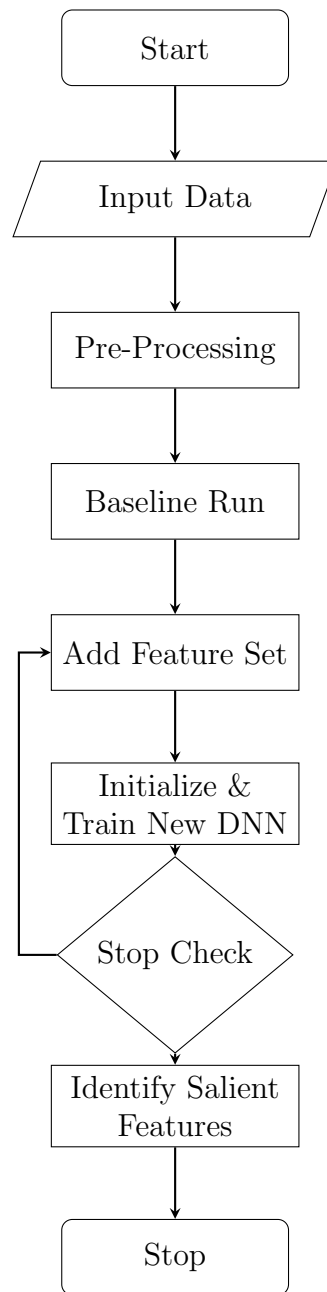 Start
Input Data
Pre-Processing
Baseline Run
Add Feature Set
Initialize &
Train New DNN
Stop Check
Identify Salient
Features
Stop